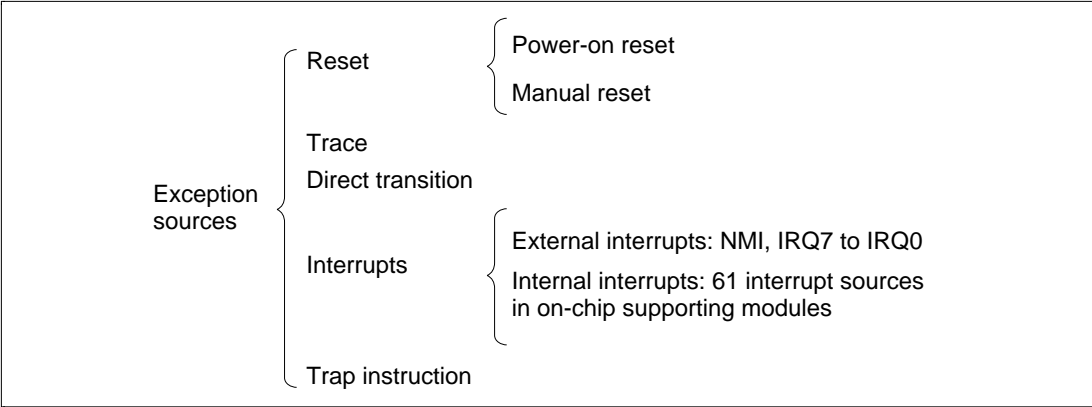 Exception
sources
Reset
Power-on reset
Manual reset
Trace
Direct transition
Interrupts
External interrupts: NMI, IRQ7 to IRQ0
Internal interrupts: 61 interrupt sources
in on-chip supporting modules
Trap instruction